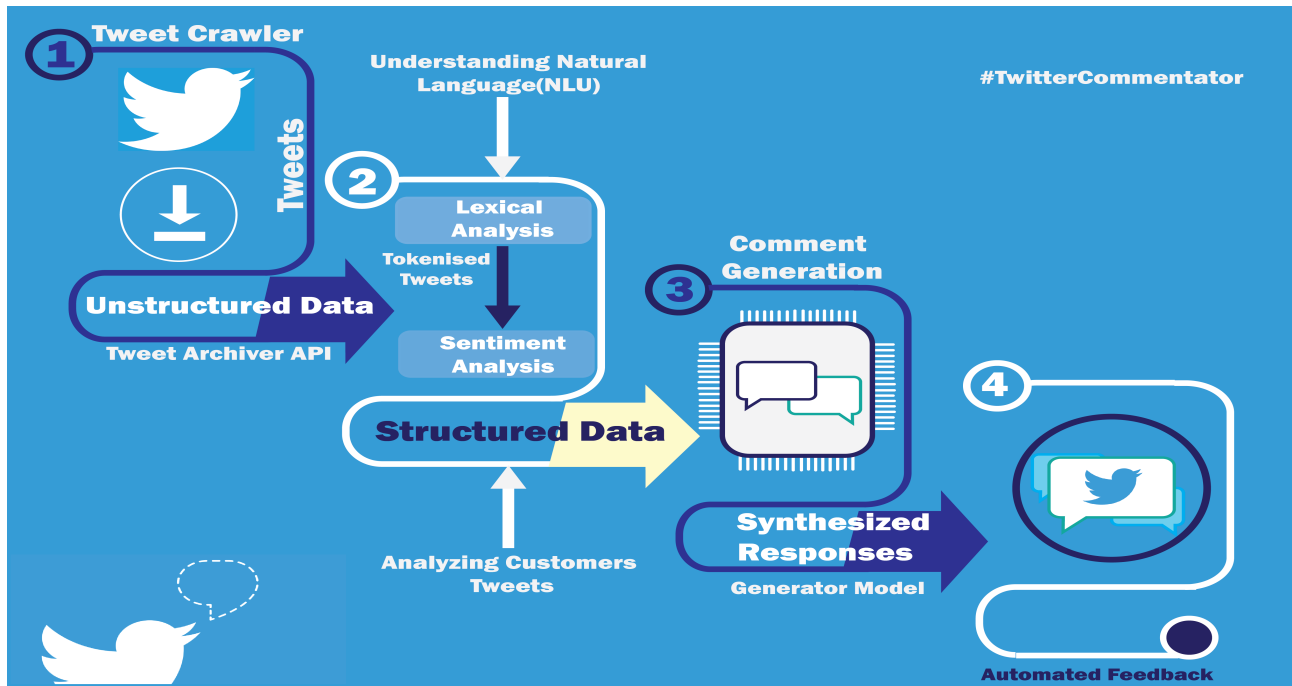 1
Tweet Crawler
Tweets
Unstructured Data
Tweet Archiver API
Understanding Natural
Language(NLU)
#TwitterCommentator
2
Lexical
Analysis
Tokenised
Tweets
Sentiment
Analysis
Structured Data
Analyzing Customers
Tweets
Comment
Generation
3
Synthesized
Responses
Generator Model
4
Automated Feedback